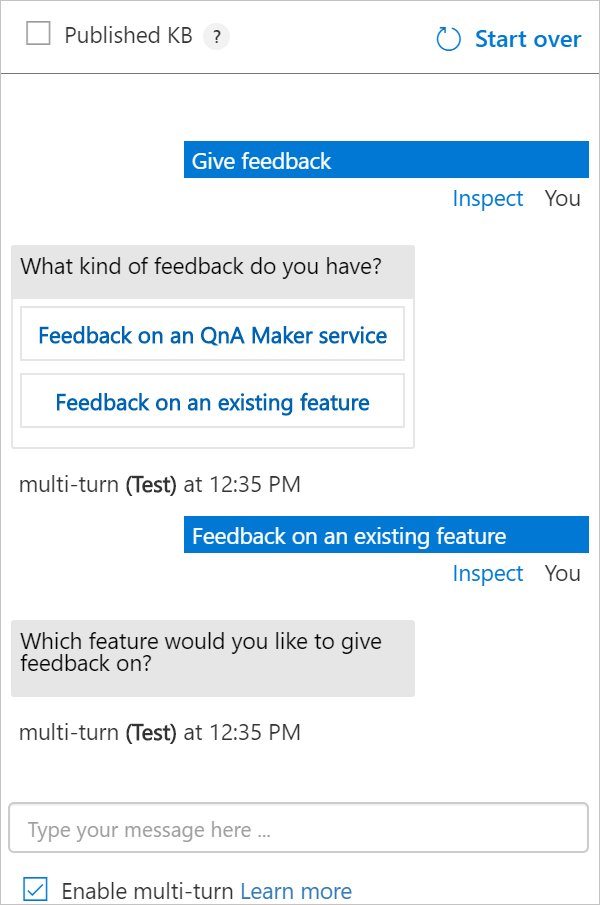 Published KB ?
Start over
Give feedback
Inspect You
What kind of feedback do you have?
Feedback on an QnA Maker service
Feedback on an existing feature
multi-turn (Test) at 12:35 PM
Feedback on an existing feature
Inspect You
Which feature would you like to give
feedback on?
multi-turn (Test) at 12:35 PM
Type your message here ...
Enable multi-turn Learn more